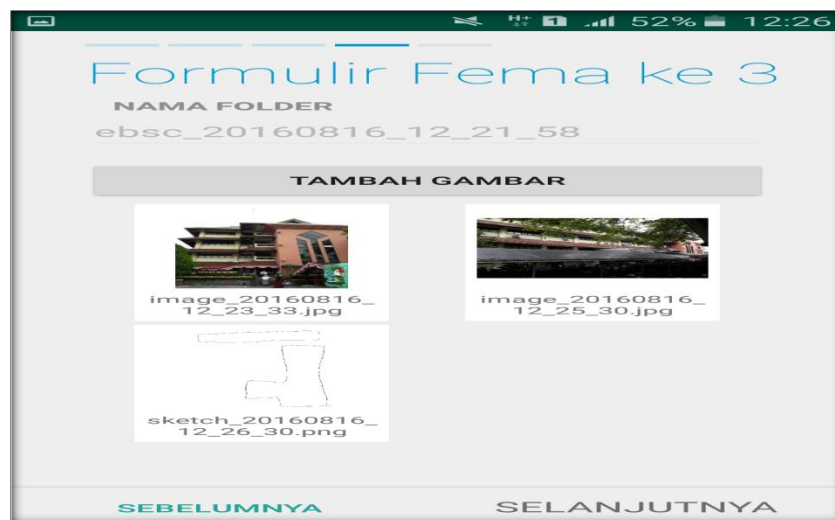 H+ 1 52% 12:26
Formulir Fema ke 3
NAMA FOLDER
ebsc_20160816_12_21_58
TAMBAH GAMBAR
image_20160816_
12_23_33.jpg
image_20160816_
12_25_30.jpg
sketch_20160816_
12_26_30.png
SEBELUMNYA
SELANJUTNYA